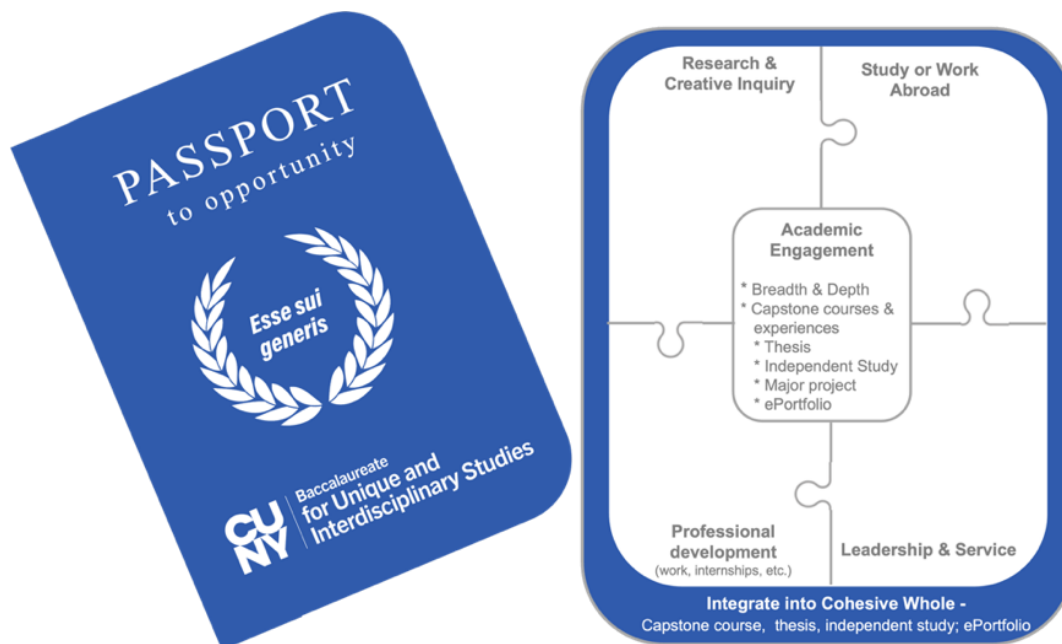 PASSPORT
to opportunity
Esse sui
generis
CU
NY
Baccalaureate
for Unique and
Interdisciplinary Studies
Research &
Creative Inquiry
Study or Work
Abroad
Academic
Engagement
* Breadth & Depth
* Capstone courses &
experiences
* Thesis
* Independent Study
* Major project
* ePortfolio
Professional
development
(work, internships, etc.)
Leadership & Service
Integrate into Cohesive Whole -
Capstone course, thesis, independent study; ePortfolio